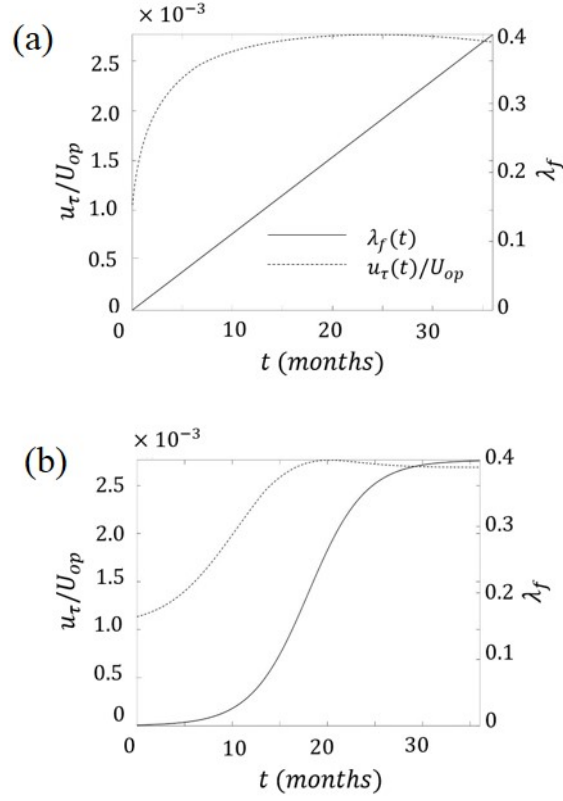 (a)
× 10⁻³
2.5
2.0
1.5
1.0
0.5
0
u_τ/U_op
0.4
0.3
0.2
0.1
0
λ_f
λ_f(t)
u_τ(t)/U_op
0 10 20 30
t (months)
(b)
× 10⁻³
2.5
2.0
1.5
1.0
0.5
0
u_τ/U_op
0.4
0.3
0.2
0.1
0
λ_f
0 10 20 30
t (months)